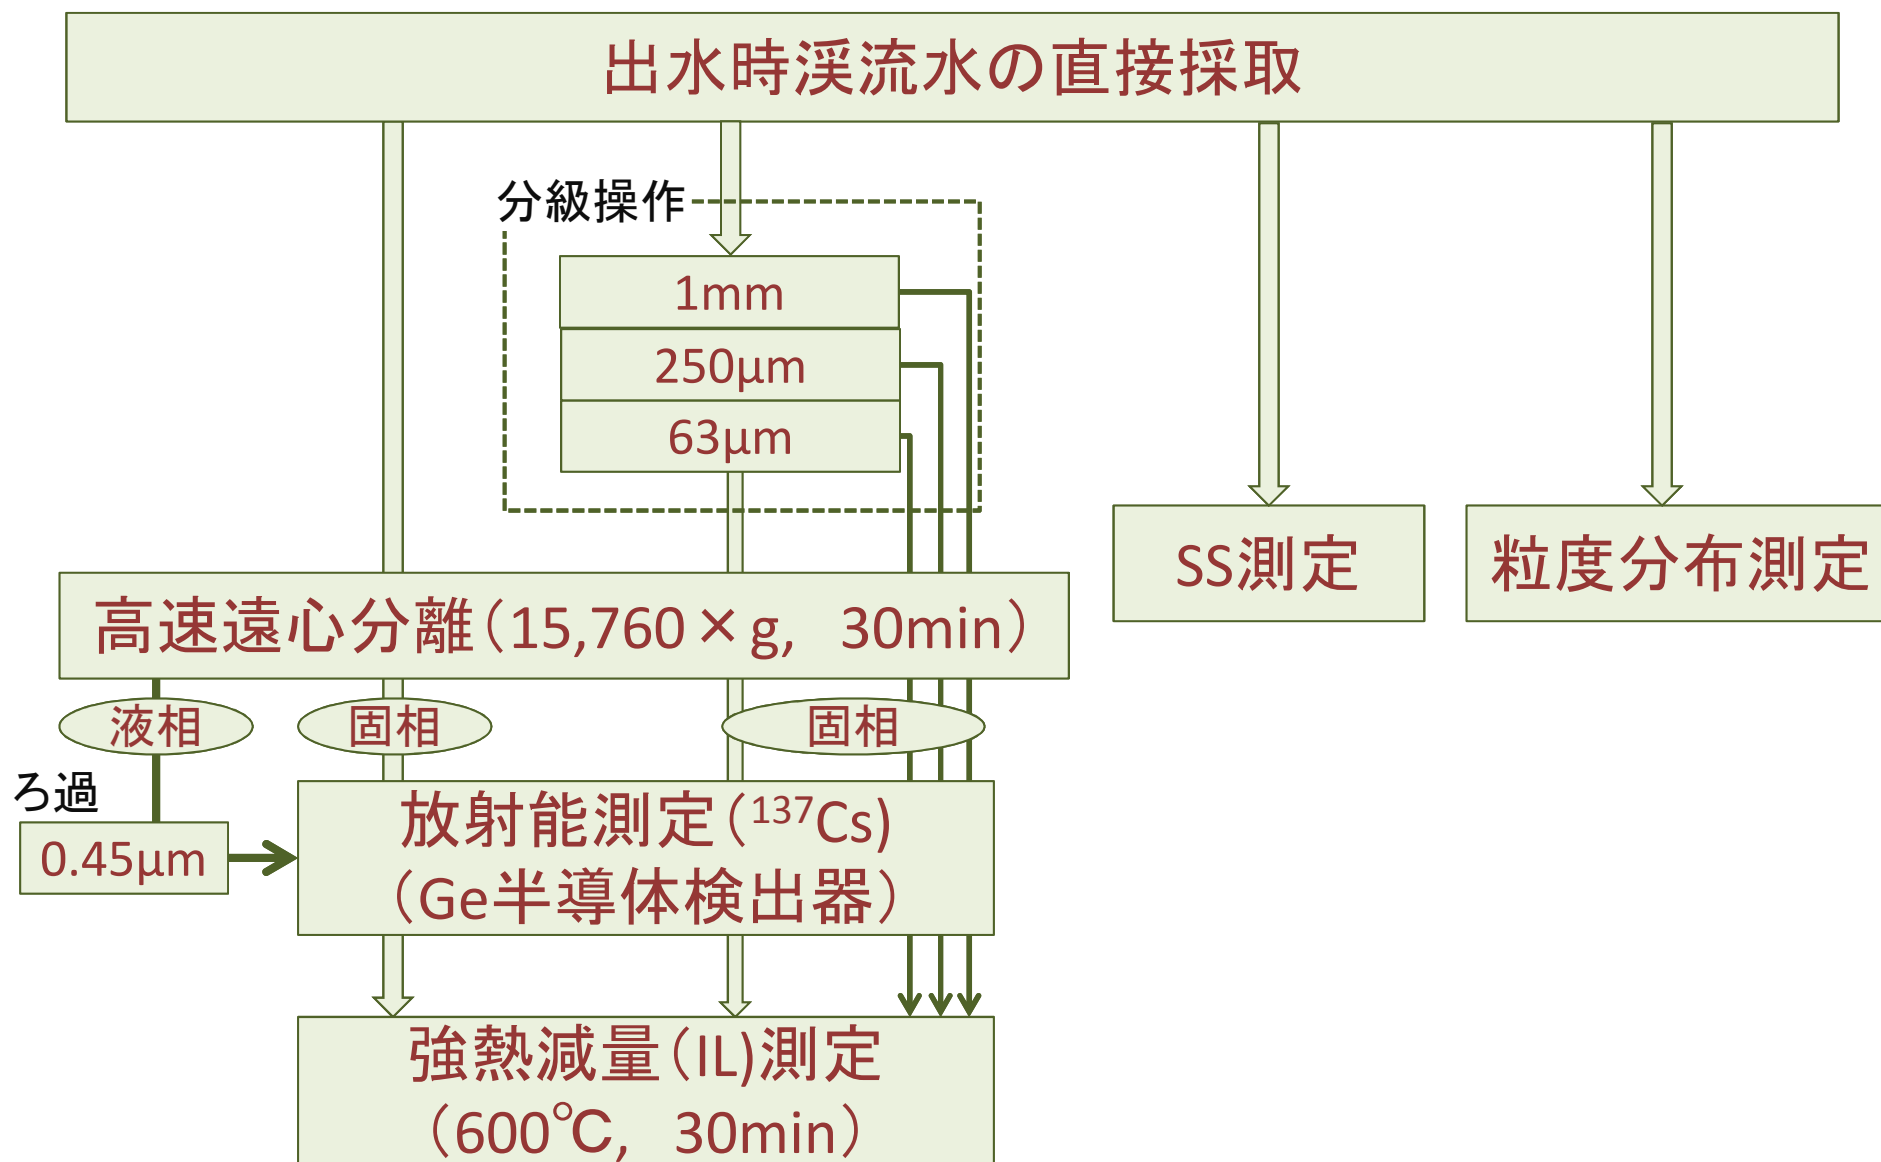 出水時渓流水の直接採取
分級操作
1mm
250μm
63μm
SS測定
粒度分布測定
高速遠心分離(15,760×g, 30min)
液相
固相
固相
ろ過
0.45μm
放射能測定(¹³⁷Cs)
(Ge半導体検出器)
強熱減量(IL)測定
(600℃, 30min)